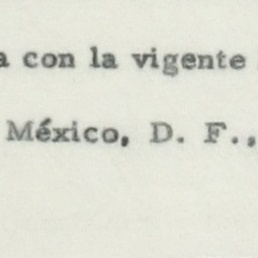 a con la vigente
México, D. F.,